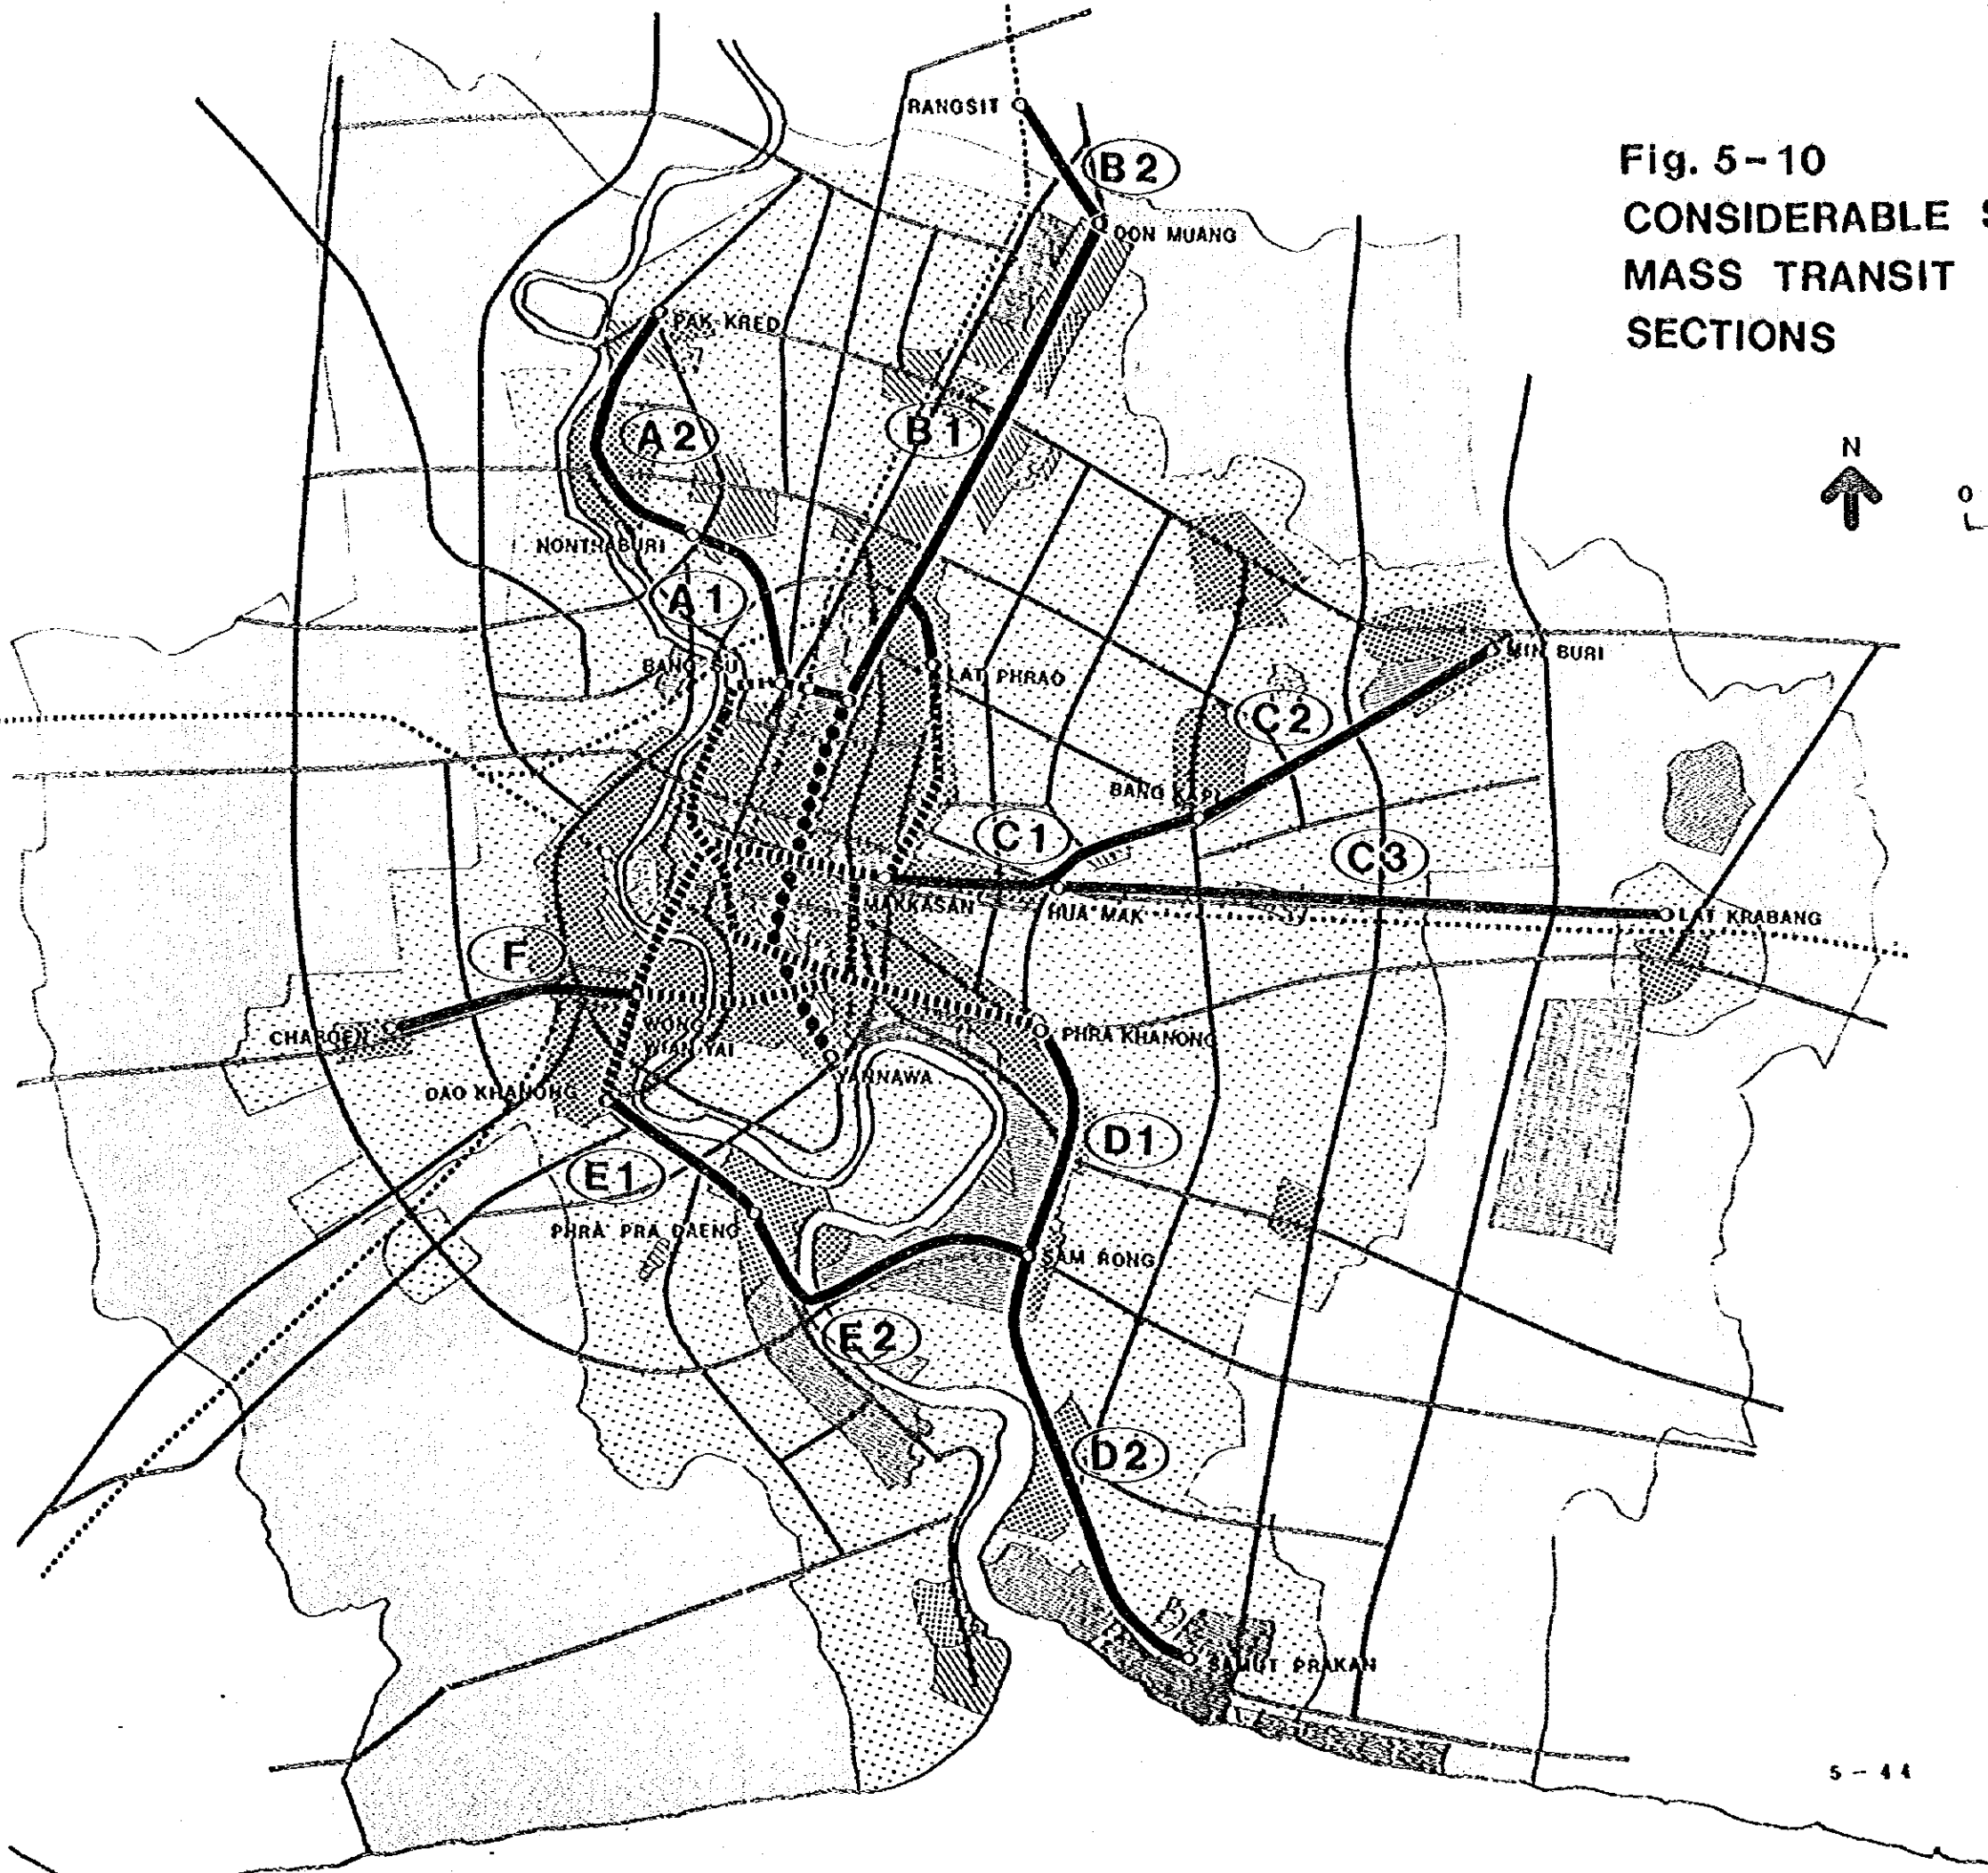 Fig. 5-10
CONSIDERABLE
MASS TRANSIT
SECTIONS
N
0
RANGSIT
B2
DON MUANG
PAK KRED
A2
B1
NONTHABURI
A1
BANG SU
LAT PHRAO
MIN BURI
C2
BANG KAPI
C1
C3
MAKKASAN
HUA MAK
LAT KRABANG
F
CHAROEN
WONG
WIAN YAI
PHRA KHANONG
YANNAWA
DAO KHANONG
D1
E1
PHRA PRA DAENG
SAM RONG
E2
D2
SAMUT PRAKAN
5-44